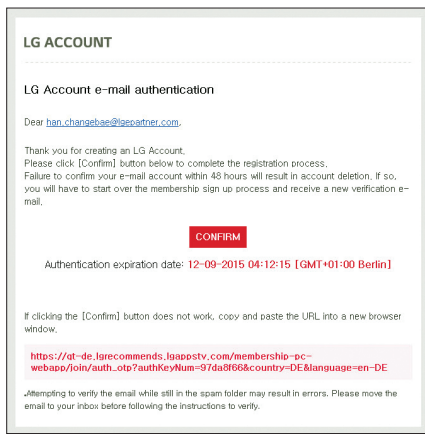 LG ACCOUNT
LG Account e-mail authentication
Dear han.changbae@lgepartner.com,
Thank you for creating an LG Account,
Please click [Confirm] button below to complete the registration process,
Failure to confirm your e-mail account within 48 hours will result in account deletion, If so,
you will have to start over the membership sign up process and receive a new verification e-
mail,
CONFIRM
Authentication expiration date: 12-09-2015 04:12:15 [GMT+01:00 Berlin]
If clicking the [Confirm] button does not work, copy and paste the URL into a new browser
window,
https://qt-de.lgrecommends.lgappstv.com/membership-pc-
webapp/join/auth_otp?authKeyNum=97da8f66&country=DE&language=en-DE
•Attempting to verify the email while still in the spam folder may result in errors, Please move the
email to your inbox before following the instructions to verify,